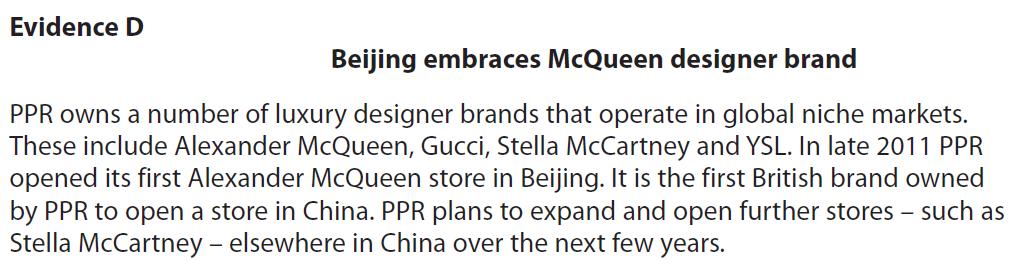 Evidence D
Beijing embraces McQueen designer brand
PPR owns a number of luxury designer brands that operate in global niche markets.
These include Alexander McQueen, Gucci, Stella McCartney and YSL. In late 2011 PPR
opened its first Alexander McQueen store in Beijing. It is the first British brand owned
by PPR to open a store in China. PPR plans to expand and open further stores – such as
Stella McCartney – elsewhere in China over the next few years.